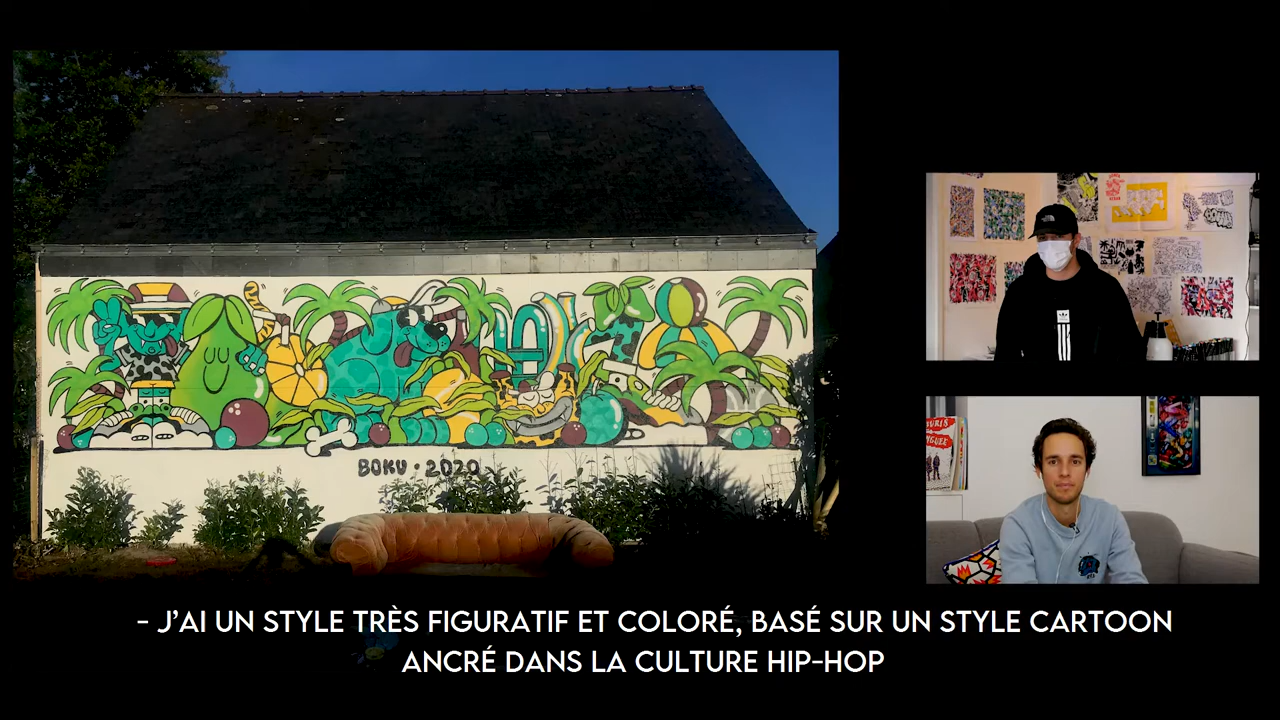 BOKU • 2020
- J'AI UN STYLE TRÈS FIGURATIF ET COLORÉ, BASÉ SUR UN STYLE CARTOON
ANCRÉ DANS LA CULTURE HIP-HOP